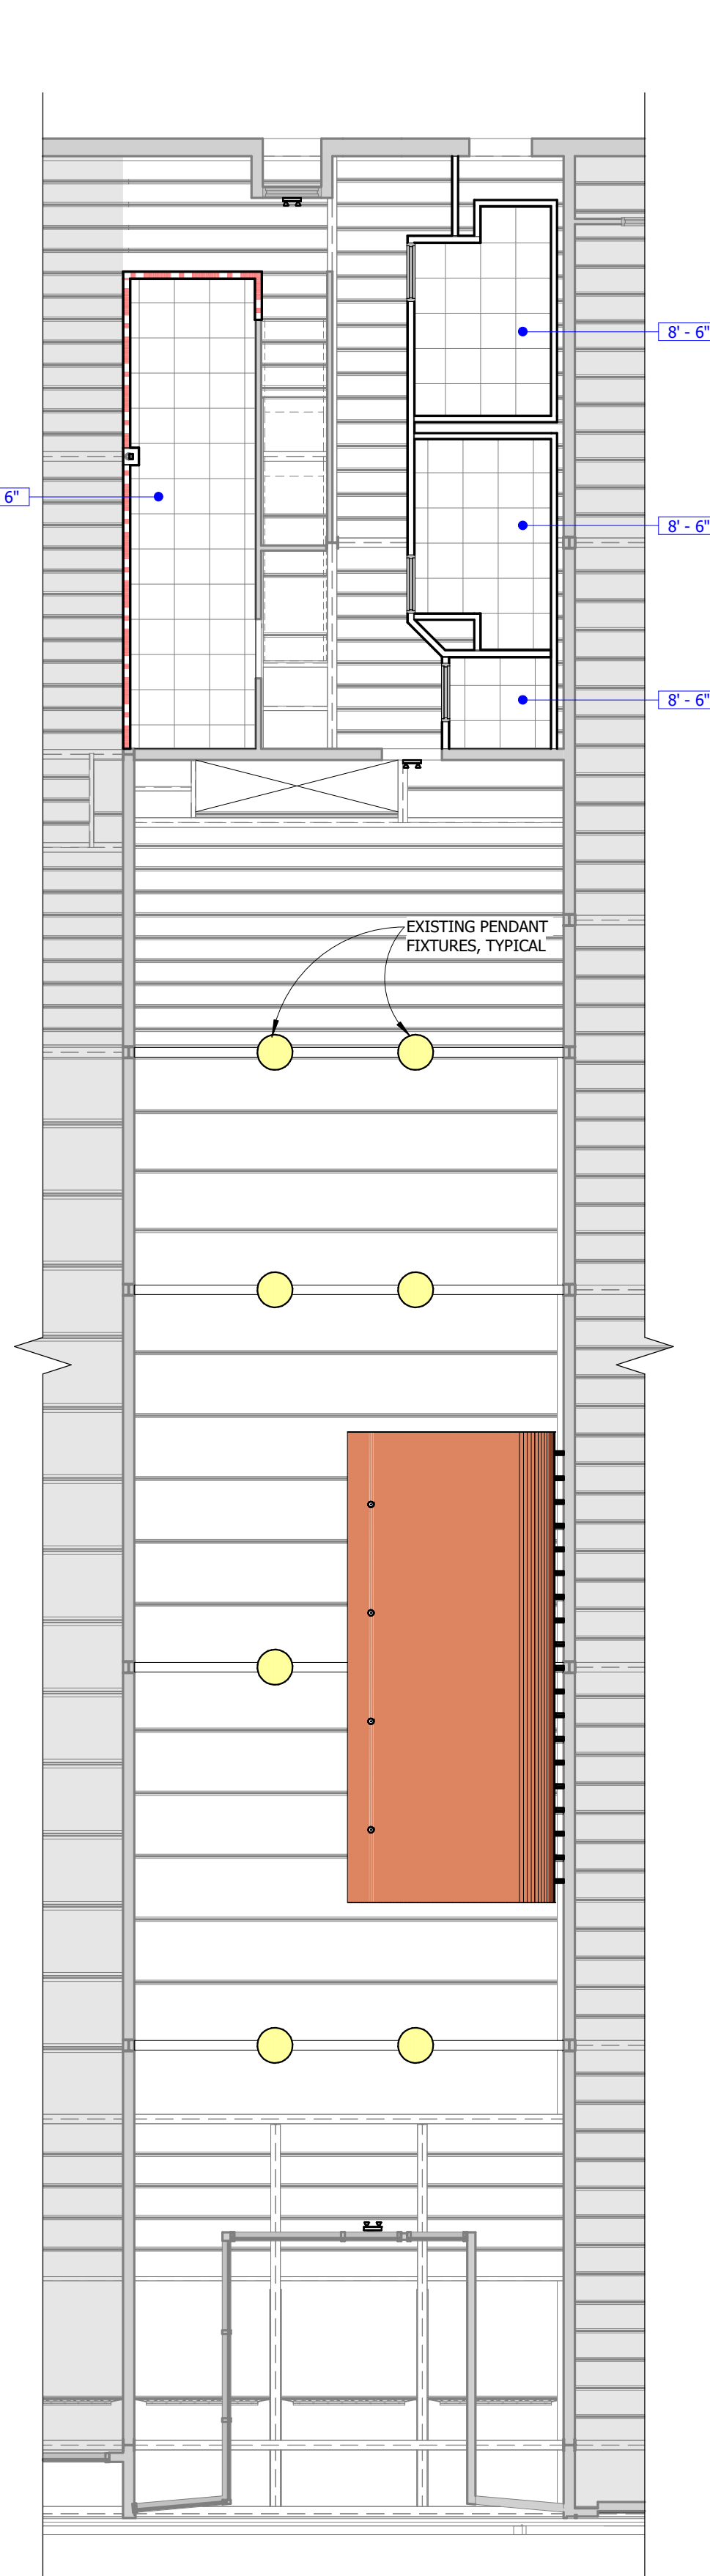 8' - 6"
6"
8' - 6"
8' - 6"
EXISTING PENDANT
FIXTURES, TYPICAL